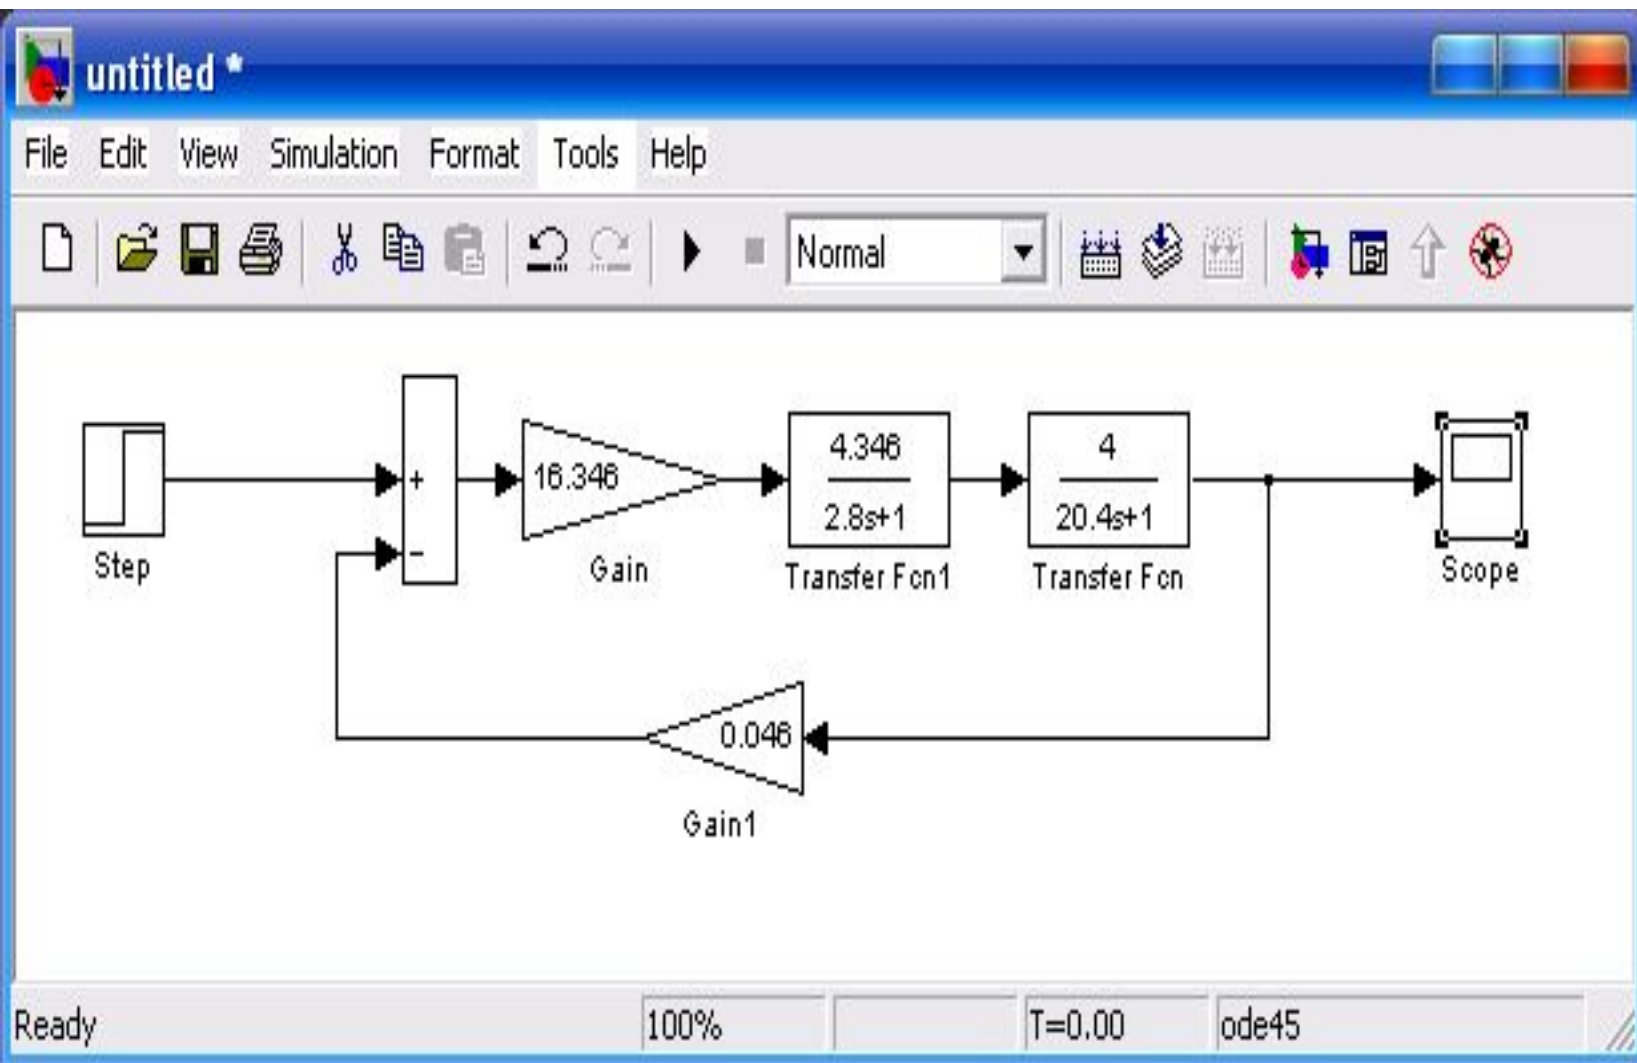 untitled *
File Edit View Simulation Format Tools Help
Normal
+
−
16.346
4.346
2.8s+1
4
20.4s+1
Step
Gain
Transfer Fcn1
Transfer Fcn
Scope
0.046
Gain1
Ready 100% T=0.00 ode45